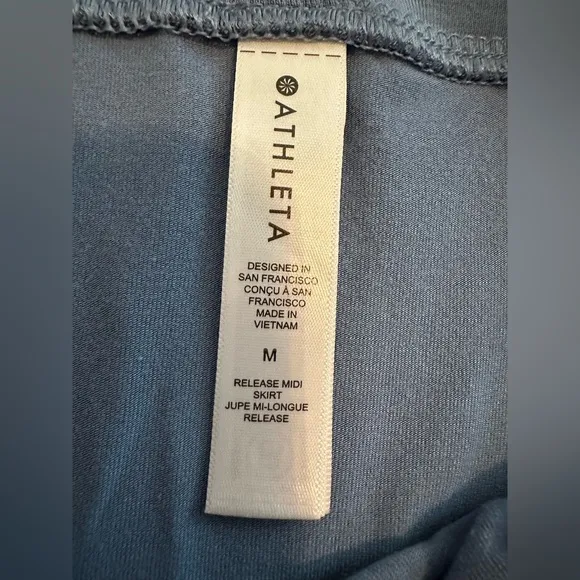 ATHLETA
DESIGNED IN
SAN FRANCISCO
CONÇU À SAN
FRANCISCO
MADE IN
VIETNAM
M
RELEASE MIDI
SKIRT
JUPE MI-LONGUE
RELEASE